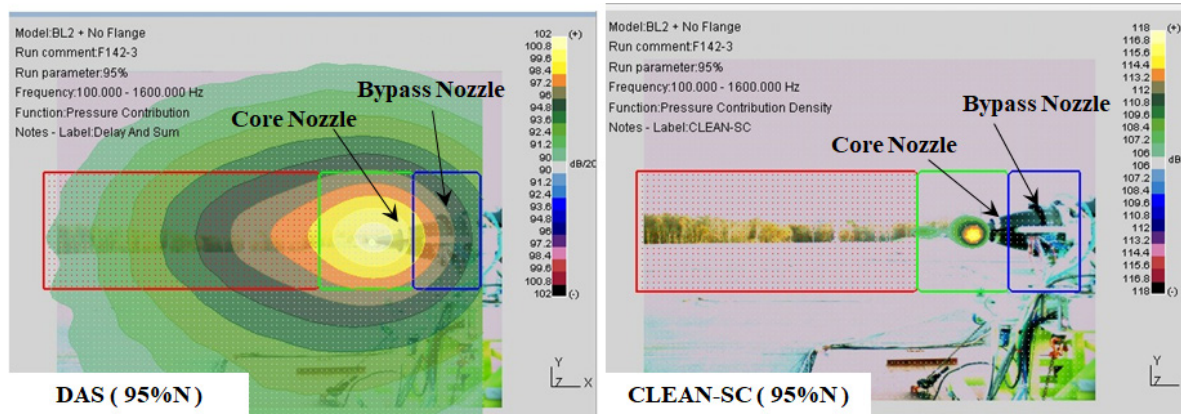 Model:BL2 + No Flange
Run comment:F142-3
Run parameter:95%
Frequency:100.000 - 1600.000 Hz
Function:Pressure Contribution
Notes - Label:Delay And Sum
Core Nozzle
Bypass Nozzle
102 (+)
100.8
99.6
98.4
97.2
96
94.8
93.6
92.4
91.2
90
dB/20
90
91.2
92.4
93.6
94.8
96
97.2
98.4
99.6
100.8
102 (-)
Y
Z X
DAS ( 95%N )
Model:BL2 + No Flange
Run comment:F142-3
Run parameter:95%
Frequency:100.000 - 1600.000 Hz
Function:Pressure Contribution Density
Notes - Label:CLEAN-SC
Core Nozzle
Bypass Nozzle
118 (+)
116.8
115.6
114.4
113.2
112
110.8
109.6
108.4
107.2
106
dB/20
106
107.2
108.4
109.6
110.8
112
113.2
114.4
115.6
116.8
118 (-)
Y
Z X
CLEAN-SC ( 95%N )